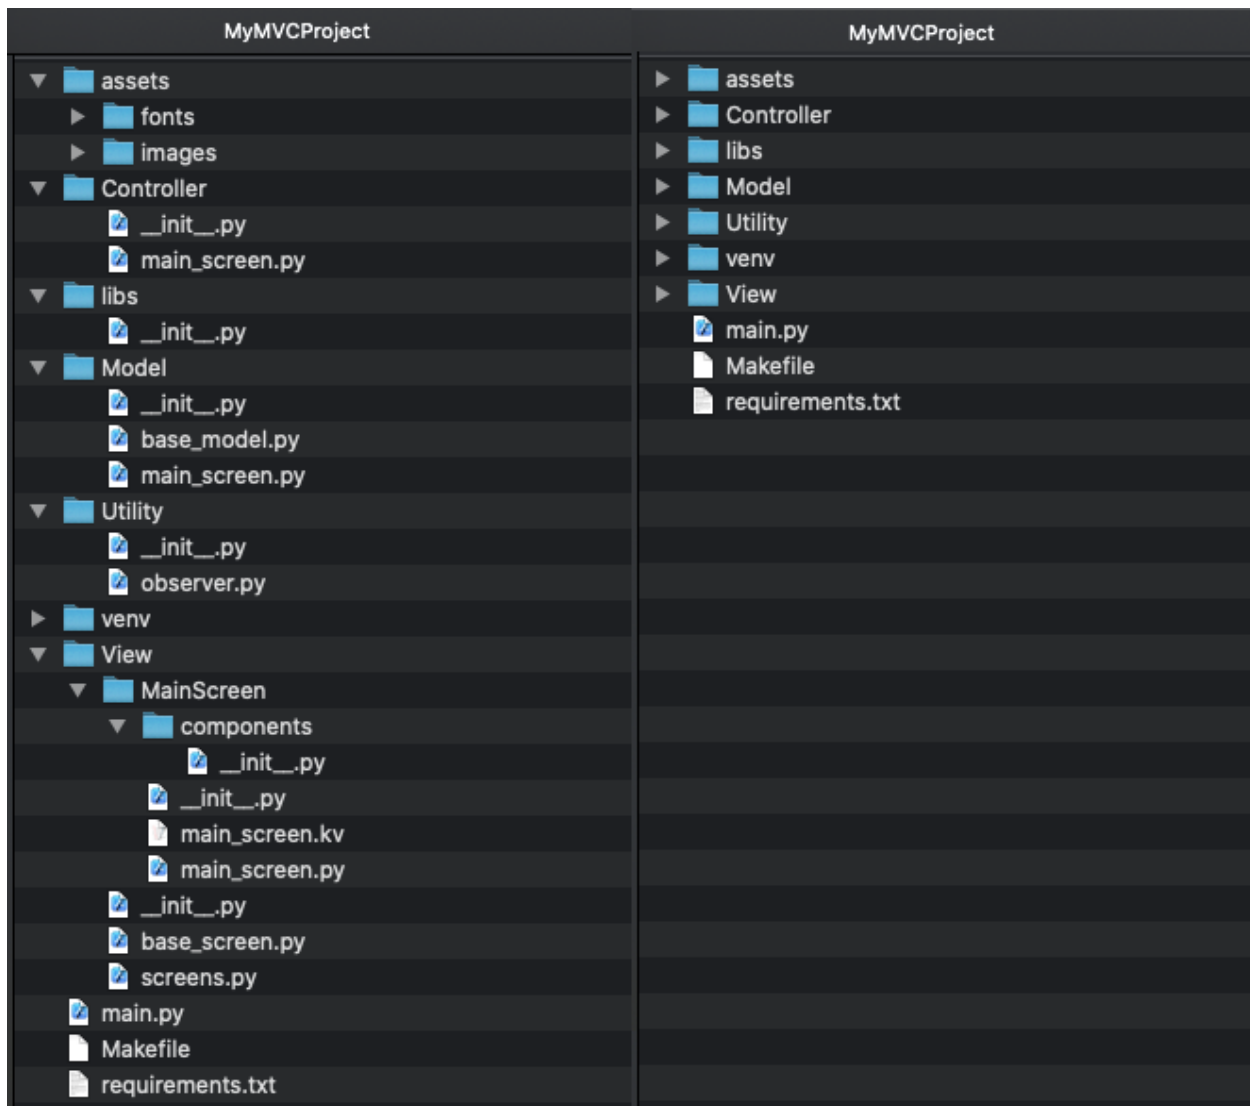 MyMVCProject
assets
fonts
images
Controller
__init__.py
main_screen.py
libs
__init__.py
Model
__init__.py
base_model.py
main_screen.py
Utility
__init__.py
observer.py
venv
View
MainScreen
components
__init__.py
__init__.py
main_screen.kv
main_screen.py
__init__.py
base_screen.py
screens.py
main.py
Makefile
requirements.txt
MyMVCProject
assets
Controller
libs
Model
Utility
venv
View
main.py
Makefile
requirements.txt